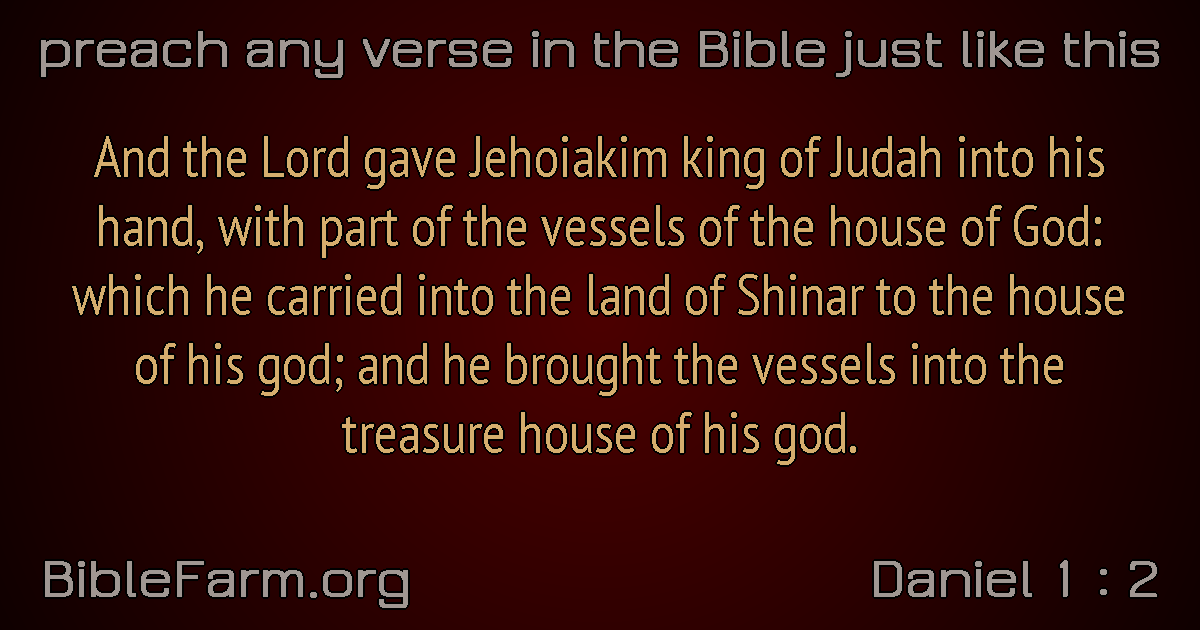 preach any verse in the Bible just like this
And the Lord gave Jehoiakim king of Judah into his
hand, with part of the vessels of the house of God:
which he carried into the land of Shinar to the house
of his god; and he brought the vessels into the
treasure house of his god.
BibleFarm.org
Daniel 1 : 2